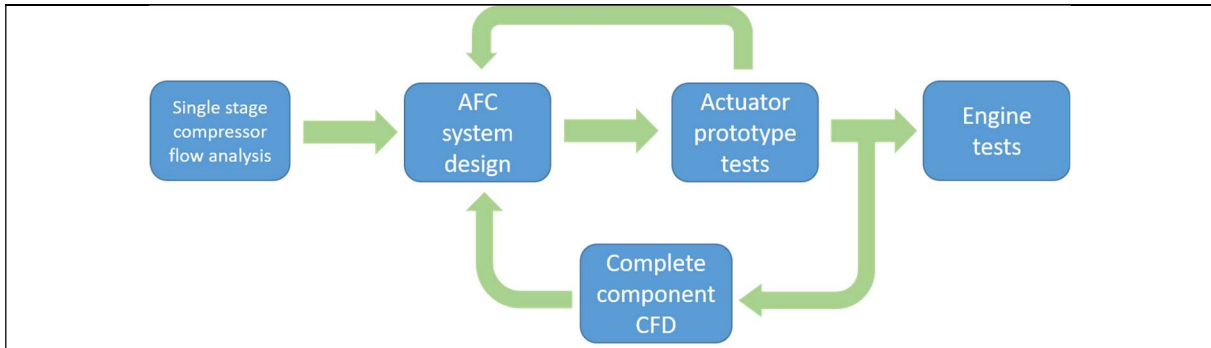 Single stage
compressor
flow analysis
AFC
system
design
Actuator
prototype
tests
Engine
tests
Complete
component
CFD